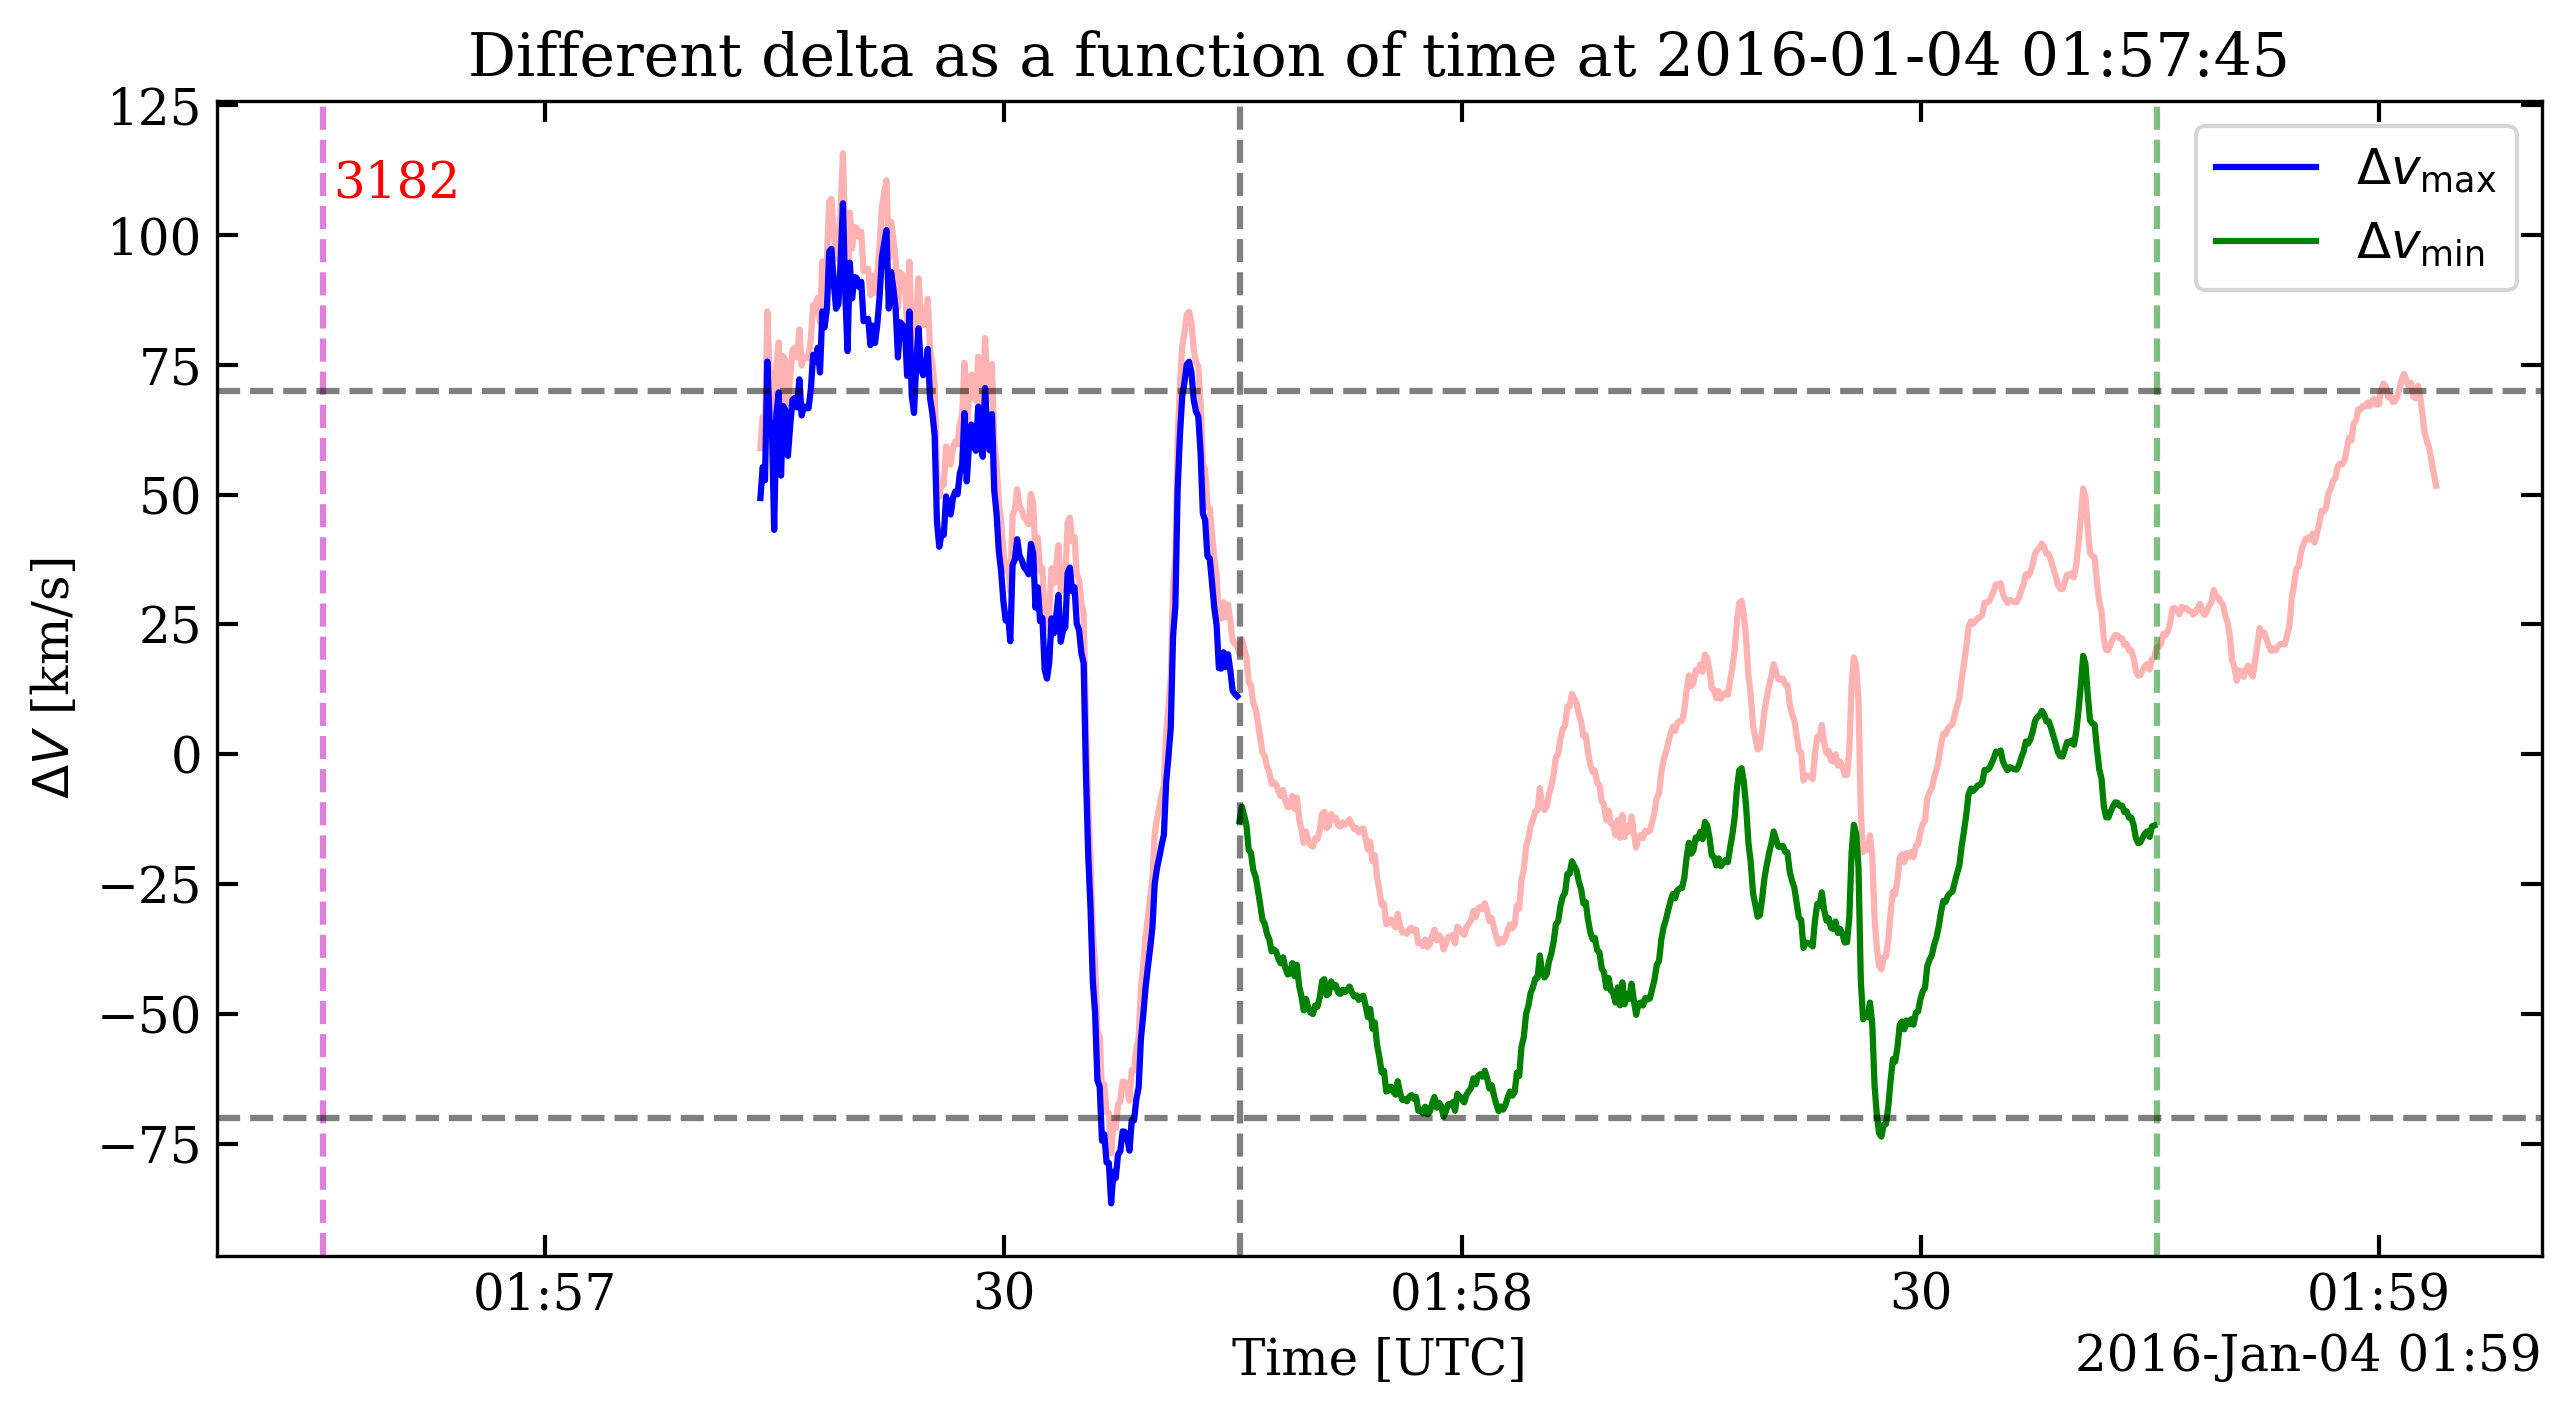 Different delta as a function of time at 2016-01-04 01:57:45
125
100
75
50
25
0
−25
−50
−75
ΔV [km/s]
3182
Δv_max
Δv_min
01:57 30 01:58 30 01:59
Time [UTC]
2016-Jan-04 01:59